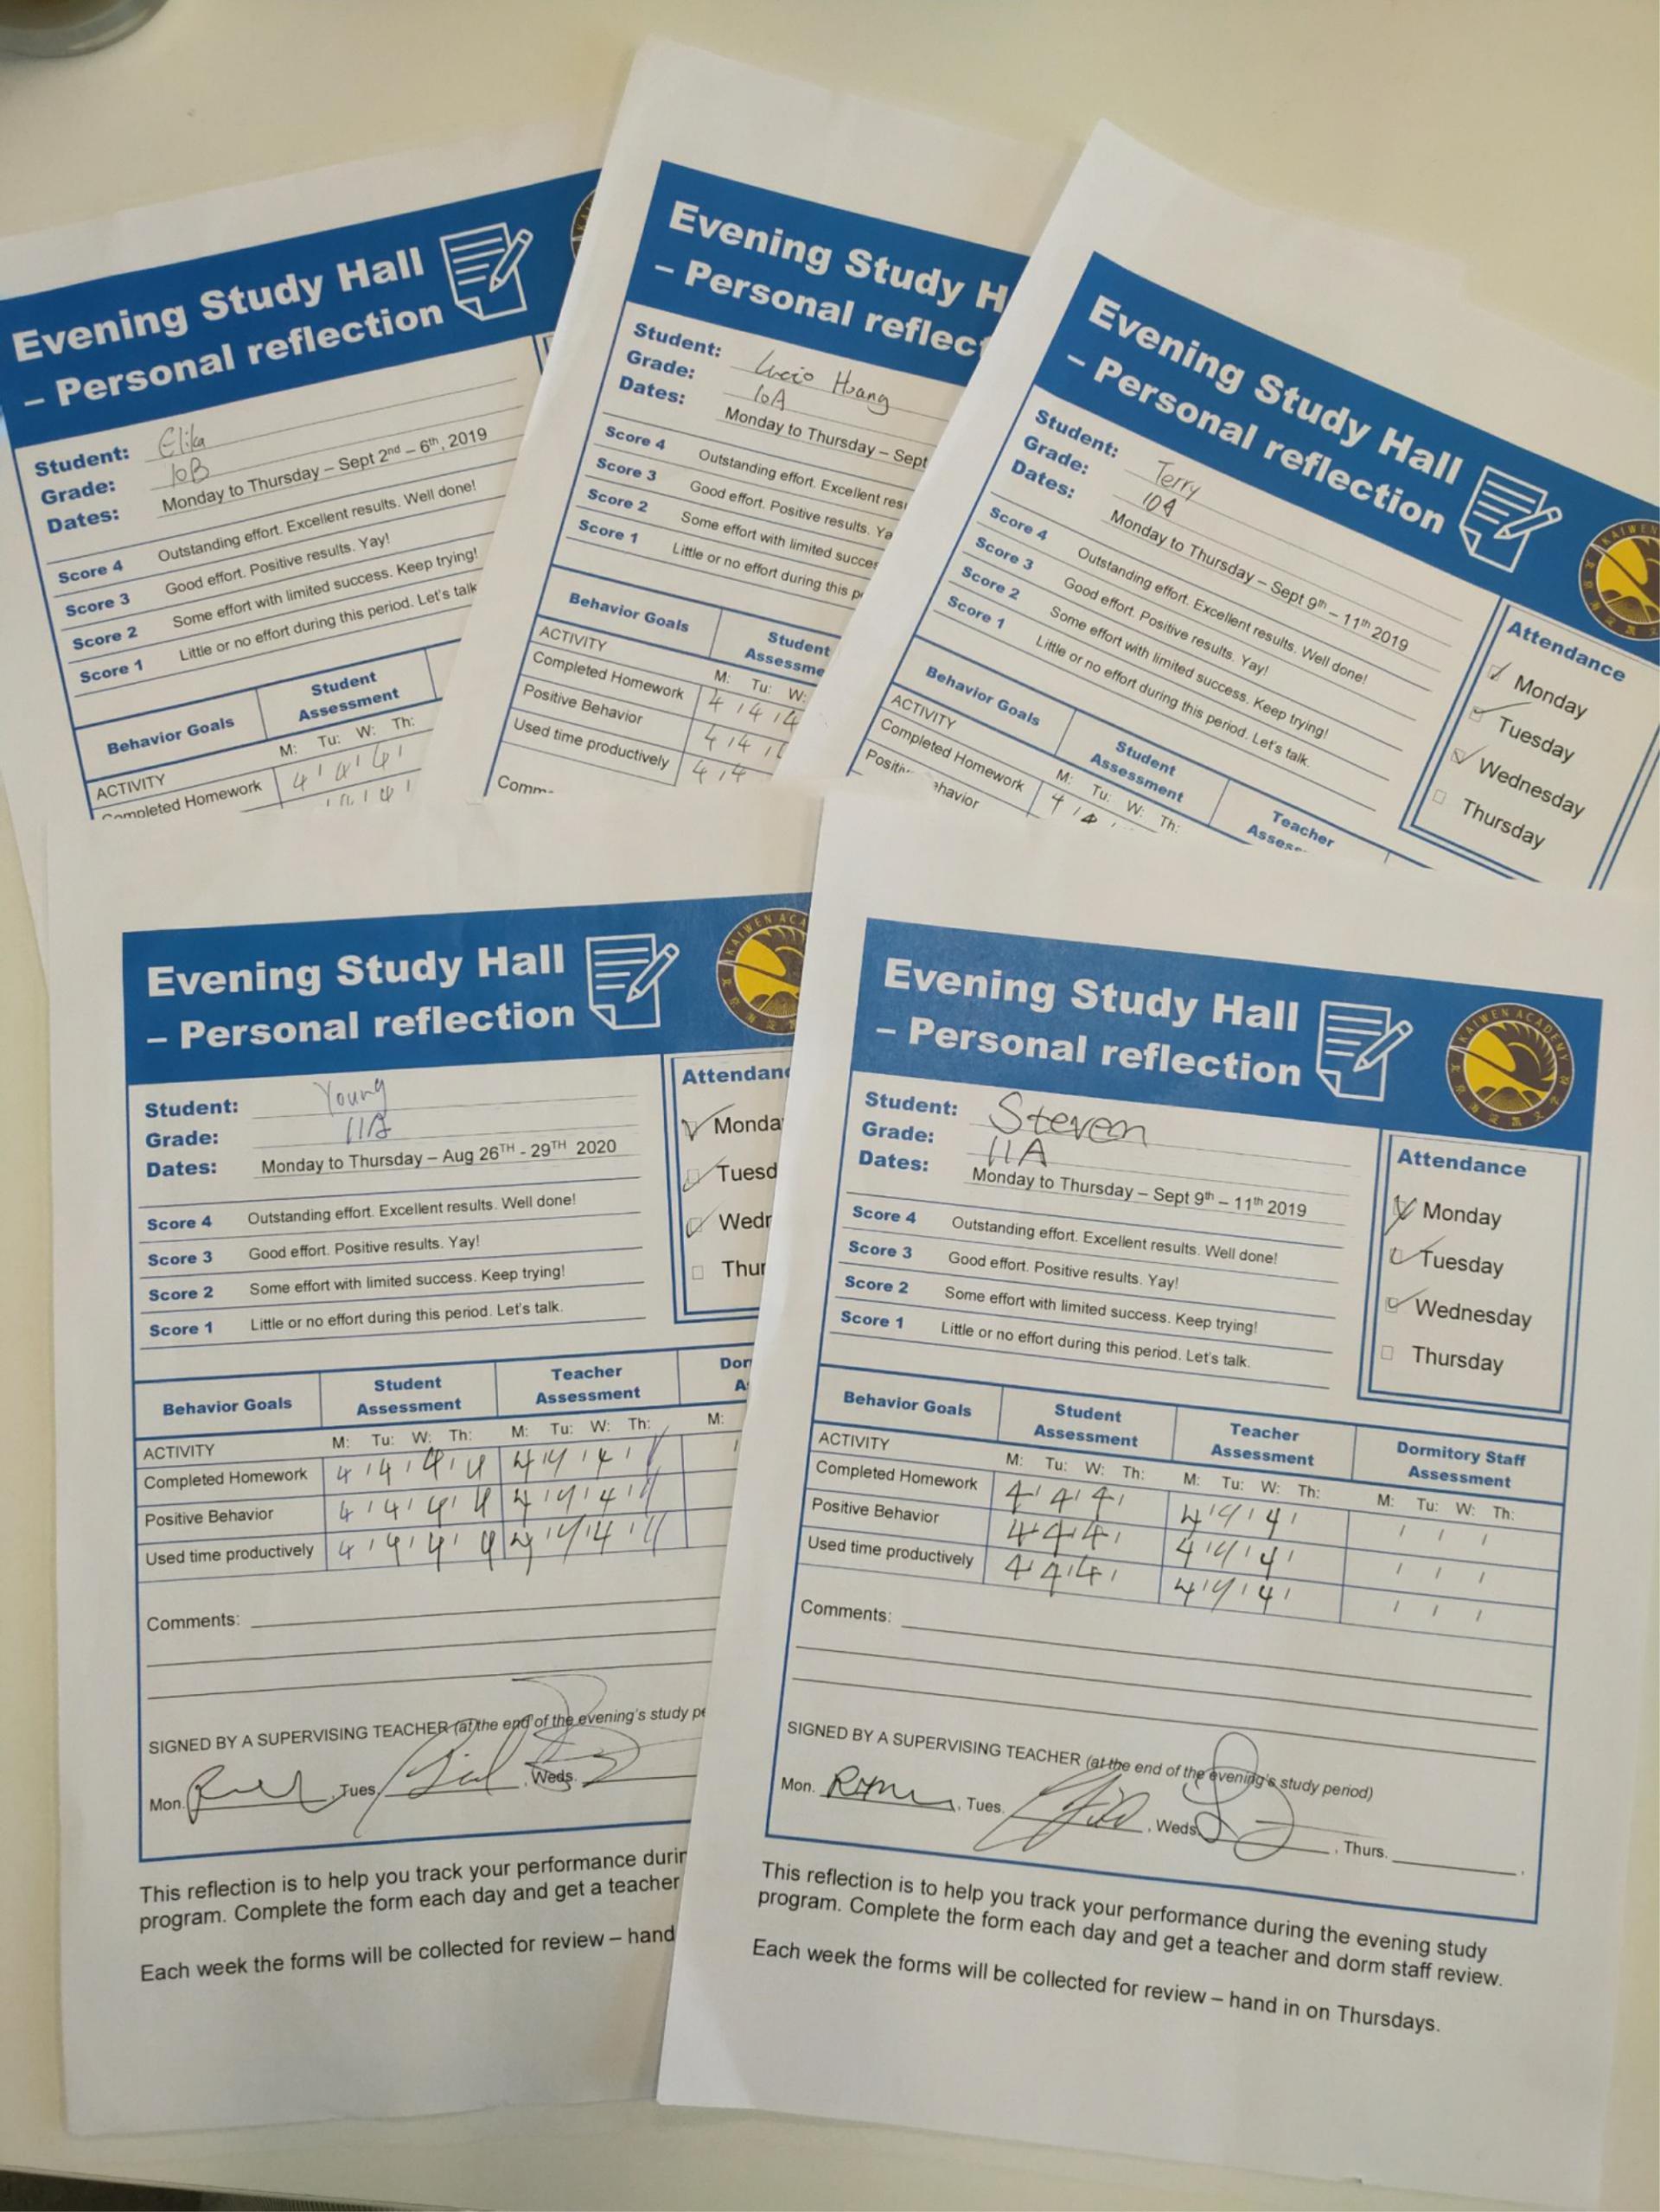 Evening Study Hall
– Personal reflection
Student: Elika
Grade: 10B
Dates: Monday to Thursday – Sept 2nd – 6th, 2019
Score 4 Outstanding effort. Excellent results. Well done!
Score 3 Good effort. Positive results. Yay!
Score 2 Some effort with limited success. Keep trying!
Score 1 Little or no effort during this period. Let's talk
Behavior Goals Student Assessment
ACTIVITY M: Tu: W: Th:
Completed Homework 4 / 4 / 4 /
Evening Study H
– Personal reflec
Student: Lucio Huang
Grade: 10A
Dates: Monday to Thursday – Sept
Score 4 Outstanding effort. Excellent res
Score 3 Good effort. Positive results. Ya
Score 2 Some effort with limited succes
Score 1 Little or no effort during this p
Behavior Goals Student Assessme
ACTIVITY M: Tu: W:
Completed Homework 4 / 4 / 4
Positive Behavior 4 / 4 /
Used time productively 4 / 4
Comm
Evening Study Hall
– Personal reflection
KAIWEN
Student: Terry
Grade: 10A
Dates: Monday to Thursday – Sept 9th – 11th 2019
Score 4 Outstanding effort. Excellent results. Well done!
Score 3 Good effort. Positive results. Yay!
Score 2 Some effort with limited success. Keep trying!
Score 1 Little or no effort during this period. Let's talk.
Attendance
Monday
Tuesday
Wednesday
Thursday
Behavior Goals Student Assessment Teacher Asses
ACTIVITY M: Tu: W: Th:
Completed Homework 4 / 4 /
Positiv ehavior
Evening Study Hall
– Personal reflection
KAIWEN ACA
Student: Young
Grade: 11A
Dates: Monday to Thursday – Aug 26TH - 29TH 2020
Score 4 Outstanding effort. Excellent results. Well done!
Score 3 Good effort. Positive results. Yay!
Score 2 Some effort with limited success. Keep trying!
Score 1 Little or no effort during this period. Let's talk.
Attendanc
Monda
Tuesd
Wedr
Thur
Behavior Goals Student Assessment Teacher Assessment Dor A
ACTIVITY M: Tu: W: Th: M: Tu: W: Th: M:
Completed Homework 4 / 4 / 4 / 4 4 / 4 / 4 /
Positive Behavior 4 / 4 / 4 / 4 4 / 4 / 4 /
Used time productively 4 / 4 / 4 / 4 4 / 4 / 4 /
Comments:
SIGNED BY A SUPERVISING TEACHER (at the end of the evening's study pe
Mon. , Tues. , Weds.
This reflection is to help you track your performance durin
program. Complete the form each day and get a teacher
Each week the forms will be collected for review – hand
Evening Study Hall
– Personal reflection
KAIWEN ACADEMY
Student: Steven
Grade: 11A
Dates: Monday to Thursday – Sept 9th – 11th 2019
Score 4 Outstanding effort. Excellent results. Well done!
Score 3 Good effort. Positive results. Yay!
Score 2 Some effort with limited success. Keep trying!
Score 1 Little or no effort during this period. Let's talk.
Attendance
Monday
Tuesday
Wednesday
Thursday
Behavior Goals Student Assessment Teacher Assessment Dormitory Staff Assessment
ACTIVITY M: Tu: W: Th: M: Tu: W: Th: M: Tu: W: Th:
Completed Homework 4 / 4 / 4 / 4 / 4 / 4 / / / /
Positive Behavior 4 / 4 / 4 / 4 / 4 / 4 / / / /
Used time productively 4 / 4 / 4 / 4 / 4 / 4 / / / /
Comments:
SIGNED BY A SUPERVISING TEACHER (at the end of the evening's study period)
Mon. , Tues. , Weds. , Thurs.
This reflection is to help you track your performance during the evening study
program. Complete the form each day and get a teacher and dorm staff review.
Each week the forms will be collected for review – hand in on Thursdays.